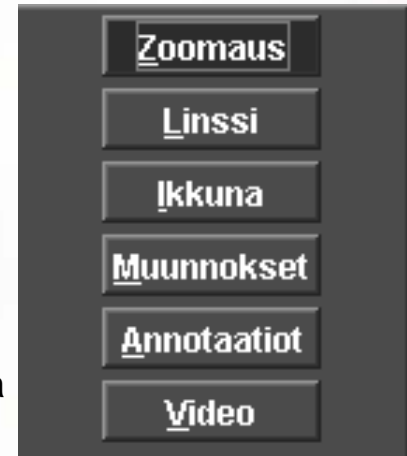 Zoomaus
Linssi
Ikkuna
Muunnokset
Annotaatiot
Video